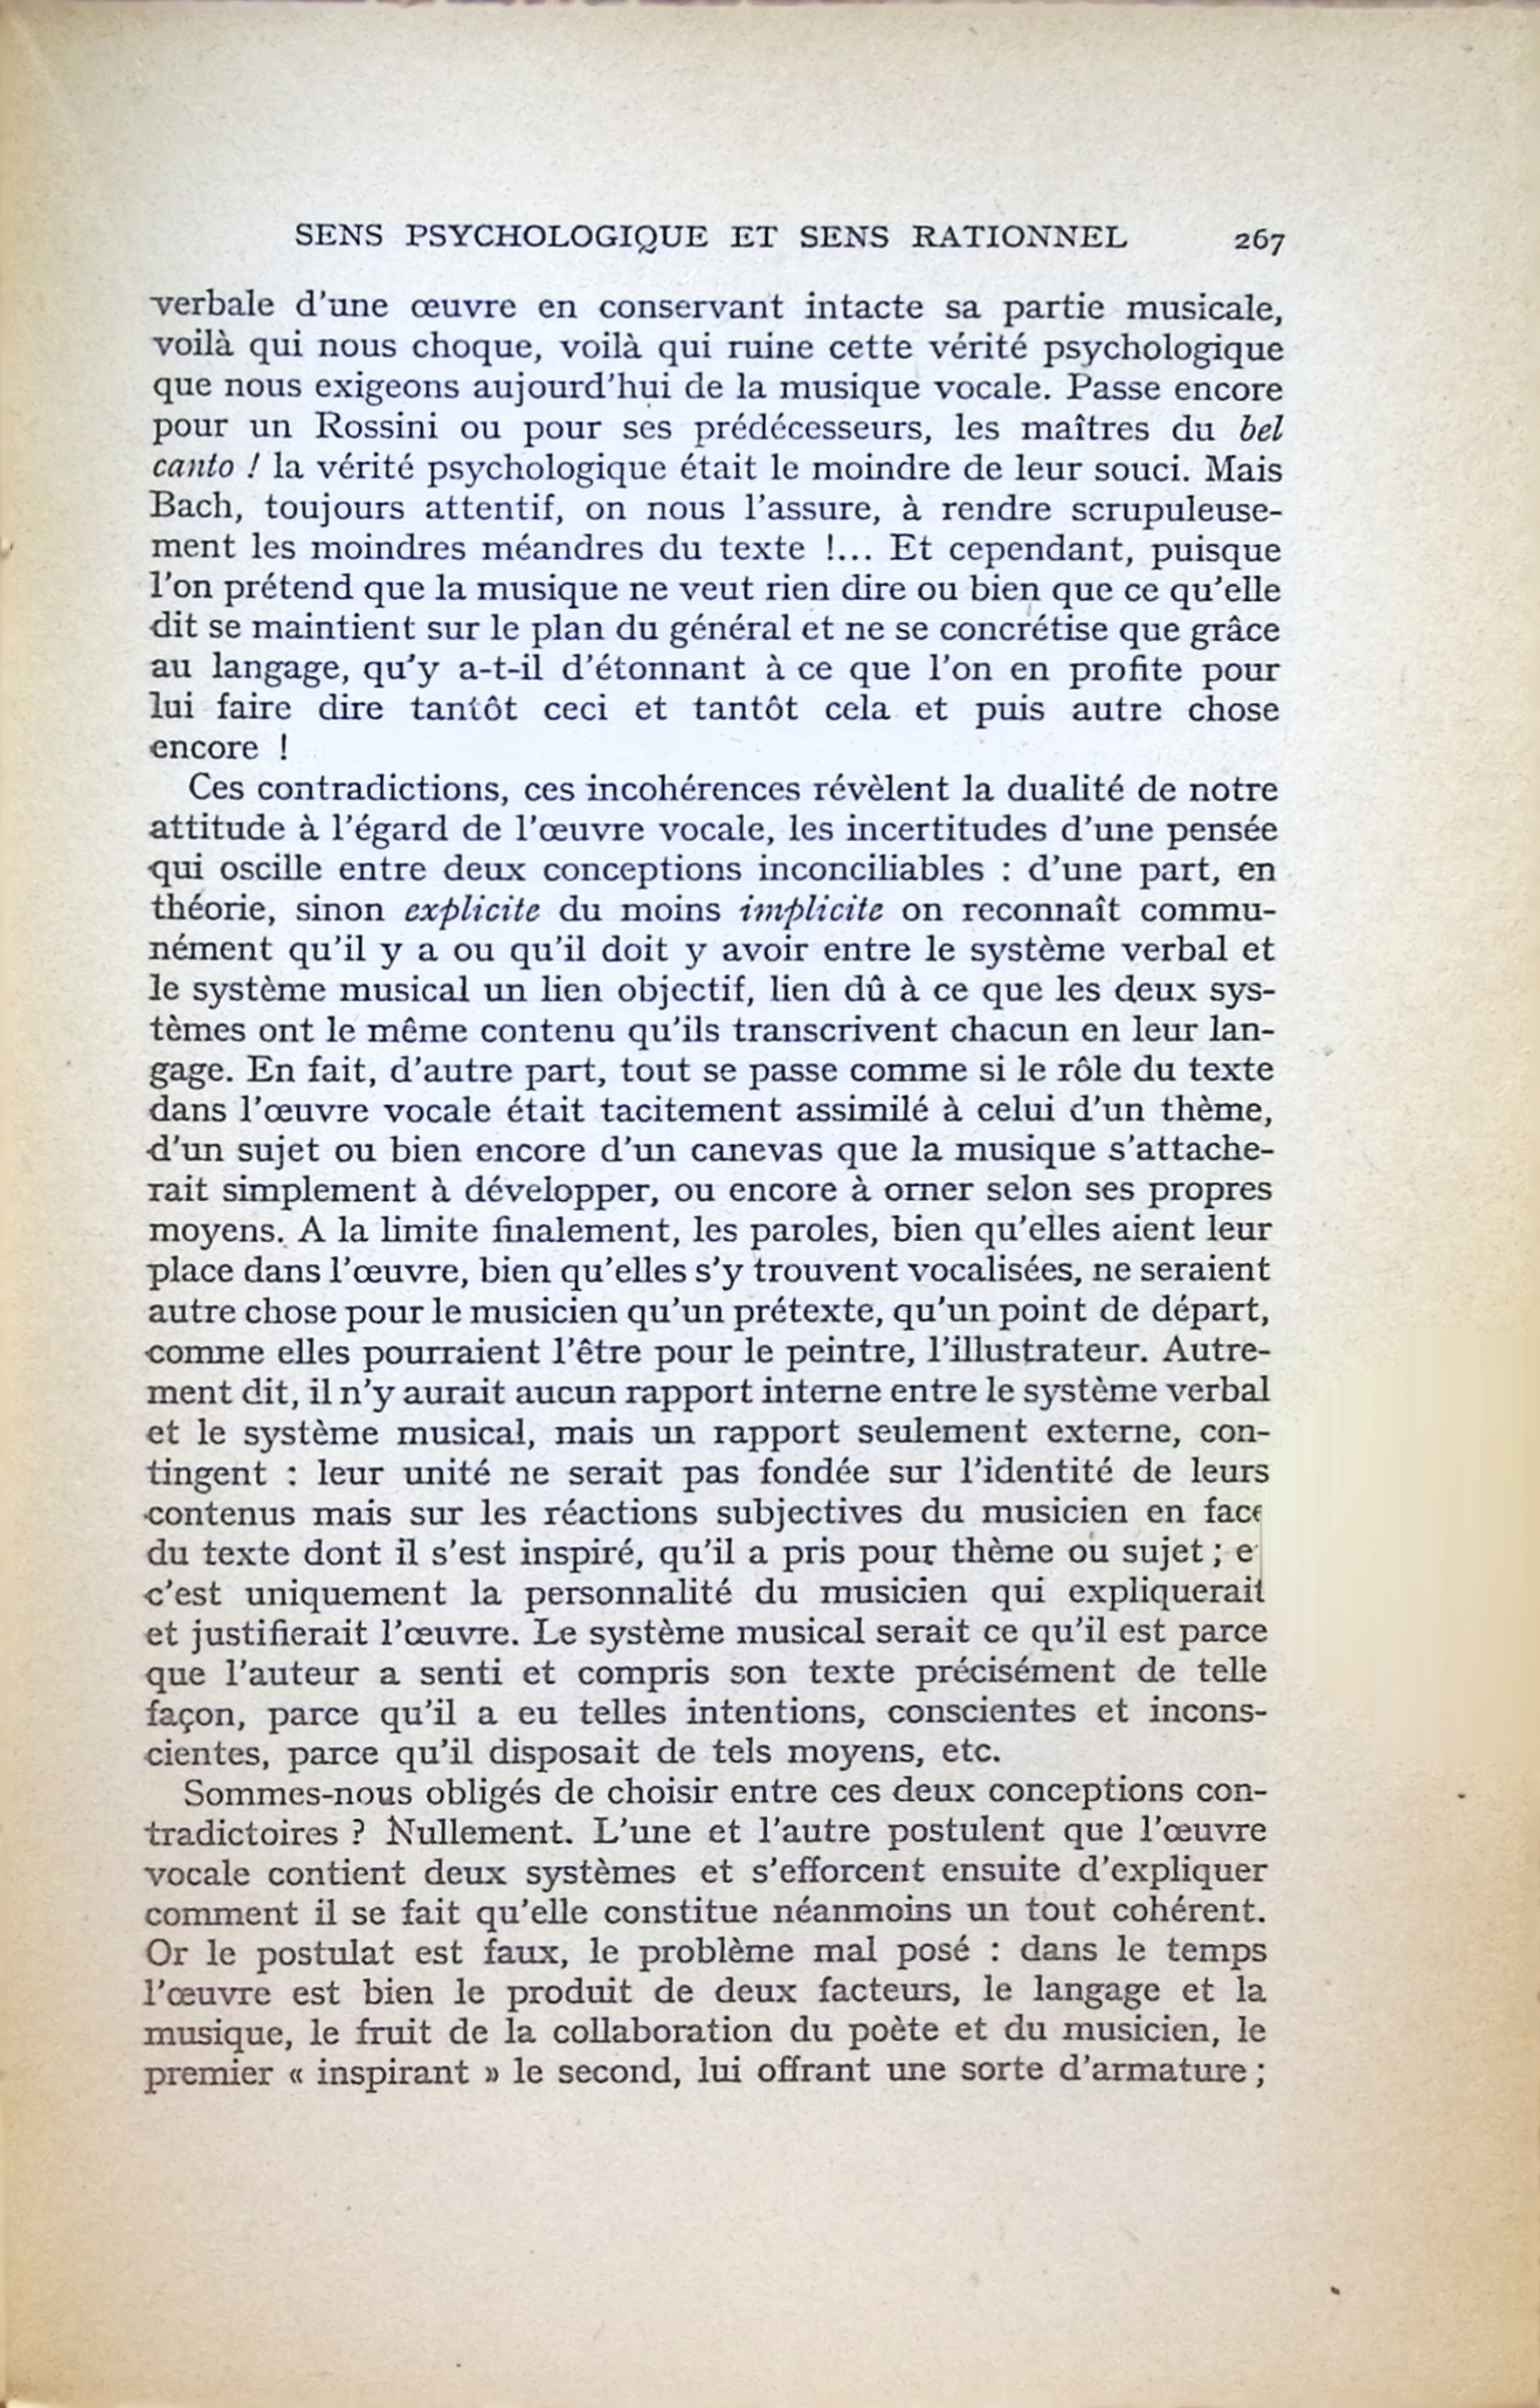 SENS PSYCHOLOGIQUE ET SENS RATIONNEL 267
verbale d'une œuvre en conservant intacte sa partie musicale,
voilà qui nous choque, voilà qui ruine cette vérité psychologique
que nous exigeons aujourd'hui de la musique vocale. Passe encore
pour un Rossini ou pour ses prédécesseurs, les maîtres du bel
canto ! la vérité psychologique était le moindre de leur souci. Mais
Bach, toujours attentif, on nous l'assure, à rendre scrupuleuse-
ment les moindres méandres du texte !... Et cependant, puisque
l'on prétend que la musique ne veut rien dire ou bien que ce qu'elle
dit se maintient sur le plan du général et ne se concrétise que grâce
au langage, qu'y a-t-il d'étonnant à ce que l'on en profite pour
lui faire dire tantôt ceci et tantôt cela et puis autre chose
encore !
Ces contradictions, ces incohérences révèlent la dualité de notre
attitude à l'égard de l'œuvre vocale, les incertitudes d'une pensée
qui oscille entre deux conceptions inconciliables : d'une part, en
théorie, sinon explicite du moins implicite on reconnaît commu-
nément qu'il y a ou qu'il doit y avoir entre le système verbal et
le système musical un lien objectif, lien dû à ce que les deux sys-
tèmes ont le même contenu qu'ils transcrivent chacun en leur lan-
gage. En fait, d'autre part, tout se passe comme si le rôle du texte
dans l'œuvre vocale était tacitement assimilé à celui d'un thème,
d'un sujet ou bien encore d'un canevas que la musique s'attache-
rait simplement à développer, ou encore à orner selon ses propres
moyens. A la limite finalement, les paroles, bien qu'elles aient leur
place dans l'œuvre, bien qu'elles s'y trouvent vocalisées, ne seraient
autre chose pour le musicien qu'un prétexte, qu'un point de départ,
comme elles pourraient l'être pour le peintre, l'illustrateur. Autre-
ment dit, il n'y aurait aucun rapport interne entre le système verbal
et le système musical, mais un rapport seulement externe, con-
tingent : leur unité ne serait pas fondée sur l'identité de leurs
contenus mais sur les réactions subjectives du musicien en face
du texte dont il s'est inspiré, qu'il a pris pour thème ou sujet ; e
c'est uniquement la personnalité du musicien qui expliquerait
et justifierait l'œuvre. Le système musical serait ce qu'il est parce
que l'auteur a senti et compris son texte précisément de telle
façon, parce qu'il a eu telles intentions, conscientes et incons-
cientes, parce qu'il disposait de tels moyens, etc.
Sommes-nous obligés de choisir entre ces deux conceptions con-
tradictoires ? Nullement. L'une et l'autre postulent que l'œuvre
vocale contient deux systèmes et s'efforcent ensuite d'expliquer
comment il se fait qu'elle constitue néanmoins un tout cohérent.
Or le postulat est faux, le problème mal posé : dans le temps
l'œuvre est bien le produit de deux facteurs, le langage et la
musique, le fruit de la collaboration du poète et du musicien, le
premier « inspirant » le second, lui offrant une sorte d'armature ;